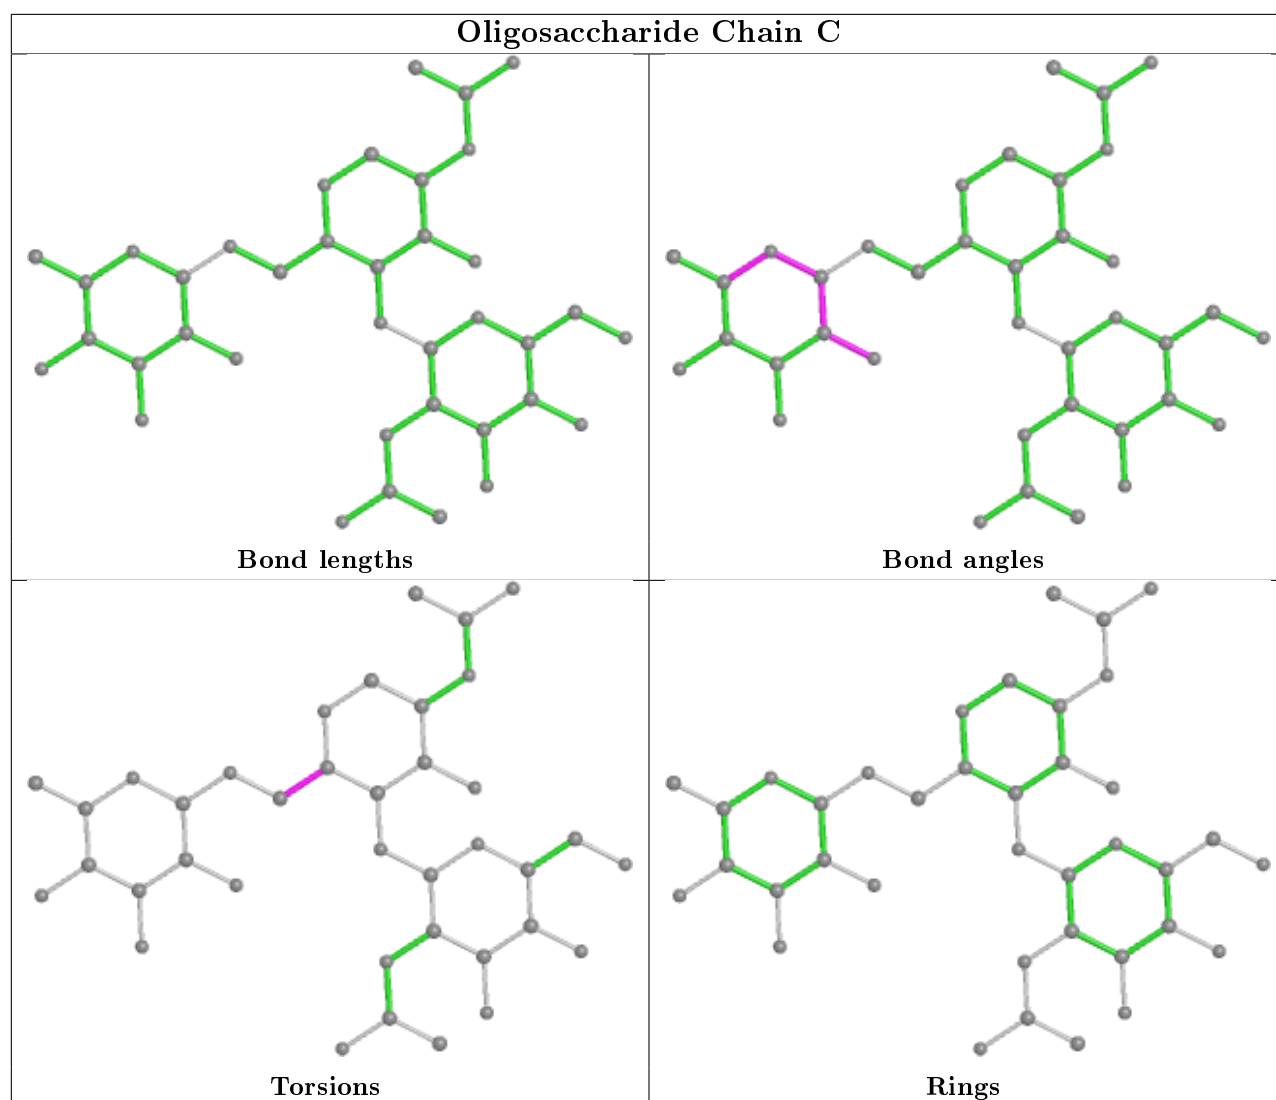 Oligosaccharide Chain C
Bond lengths
Bond angles
Torsions
Rings